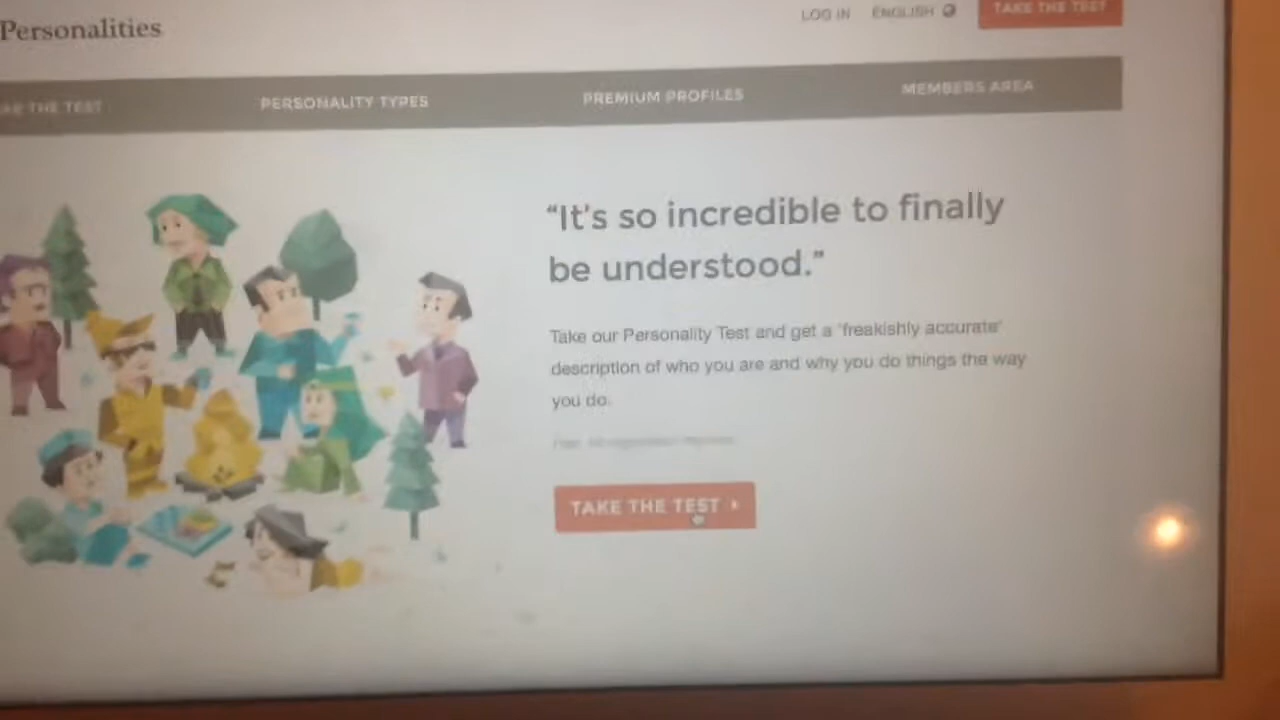 Personalities
LOG IN ENGLISH TAKE THE TEST
THE TEST PERSONALITY TYPES PREMIUM PROFILES MEMBERS AREA
“It's so incredible to finally
be understood.”
Take our Personality Test and get a 'freakishly accurate'
description of who you are and why you do things the way
you do.
TAKE THE TEST